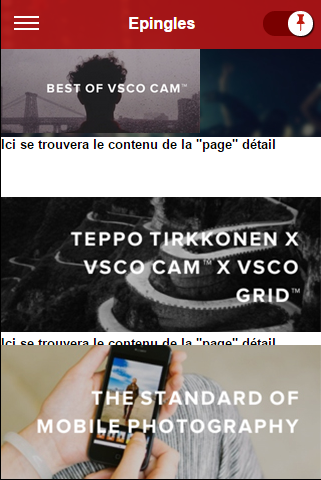 Epingles
BEST OF VSCO CAM™
Ici se trouvera le contenu de la "page" détail
TEPPO TIRKKONEN X
VSCO CAM™ X VSCO
GRID™
Ici se trouvera le contenu de la "page" détail
THE STANDARD OF
MOBILE PHOTOGRAPHY